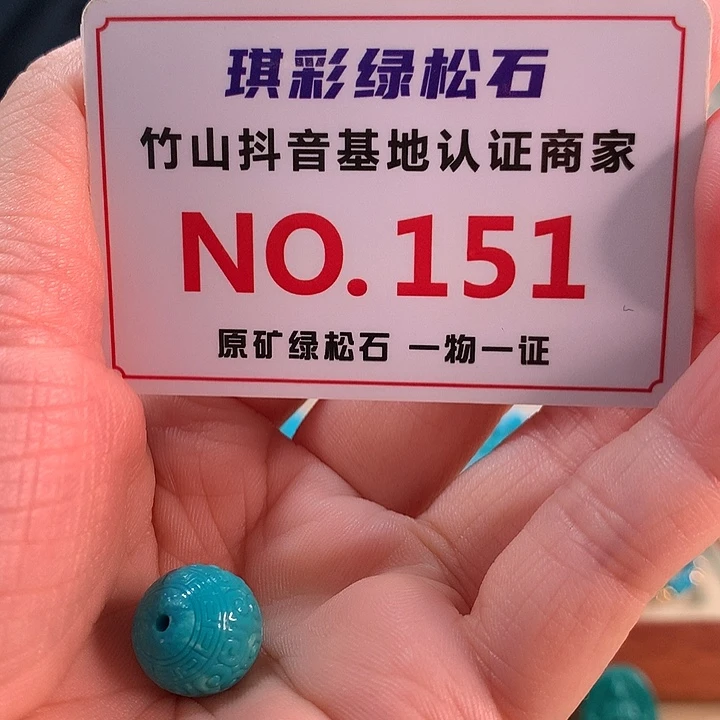 琪彩绿松石
竹山抖音基地认证商家
NO.151
原矿绿松石 一物一证